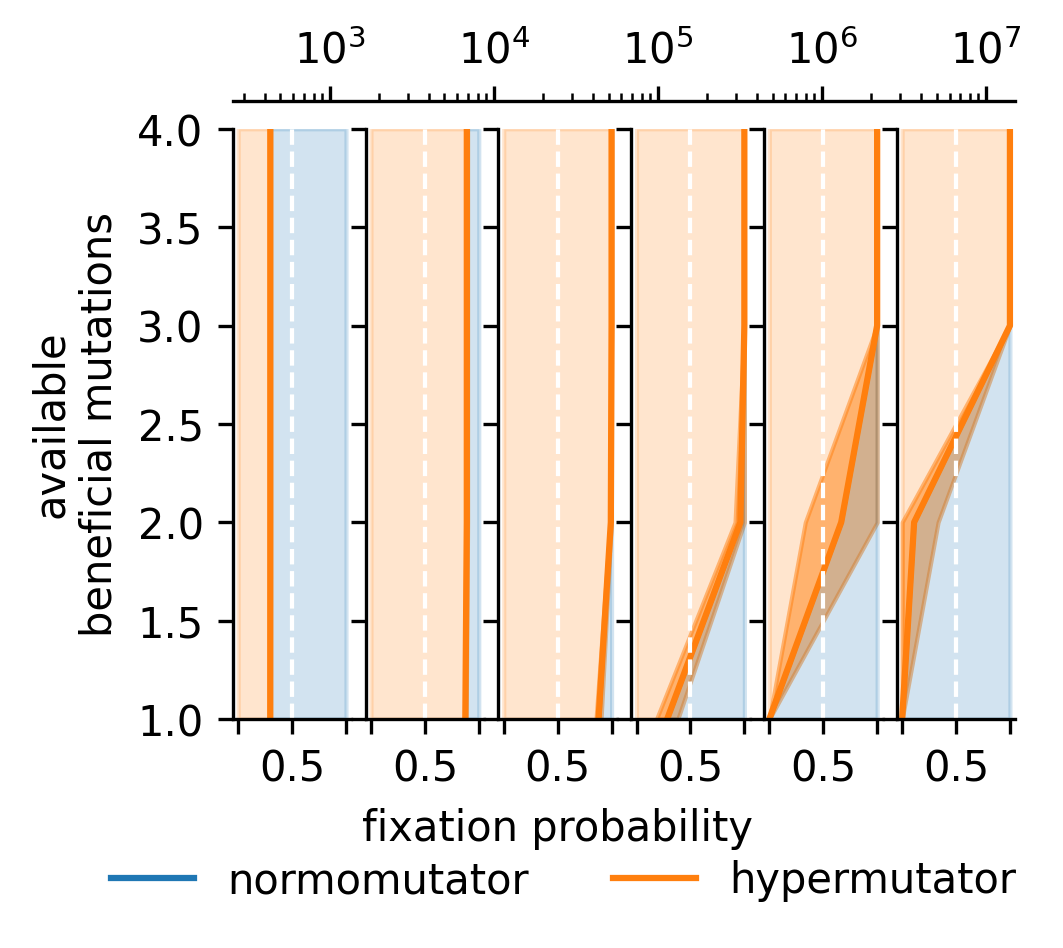 10³ 10⁴ 10⁵ 10⁶ 10⁷
4.0
3.5
3.0
2.5
2.0
1.5
1.0
available
beneficial mutations
0.5 0.5 0.5 0.5 0.5 0.5
fixation probability
normomutator hypermutator